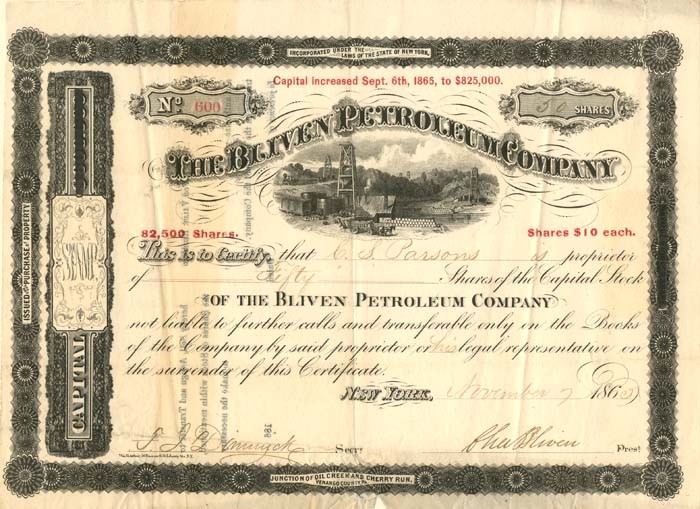 INCORPORATED UNDER THE
LAWS OF THE STATE OF NEW YORK.
Capital increased Sept. 6th, 1865, to $825,000.
No 600
50 SHARES
THE BLIVEN PETROLEUM COMPANY
82,500 Shares.
Shares $10 each.
This is to Certify, that C. S. Parsons is proprietor
of Fifty Shares of the Capital Stock
OF THE BLIVEN PETROLEUM COMPANY
not liable to further calls and transferable only on the Books
of the Company by said proprietor or his legal representative on
the surrender of this Certificate.
NEW YORK, November 9 1865
Secy.
Chas Bliven Prest
JUNCTION OF OIL CREEK AND CHERRY RUN,
VENANGO COUNTY
ISSUED PURCHASE PROPERTY
STAMP
CAPITAL